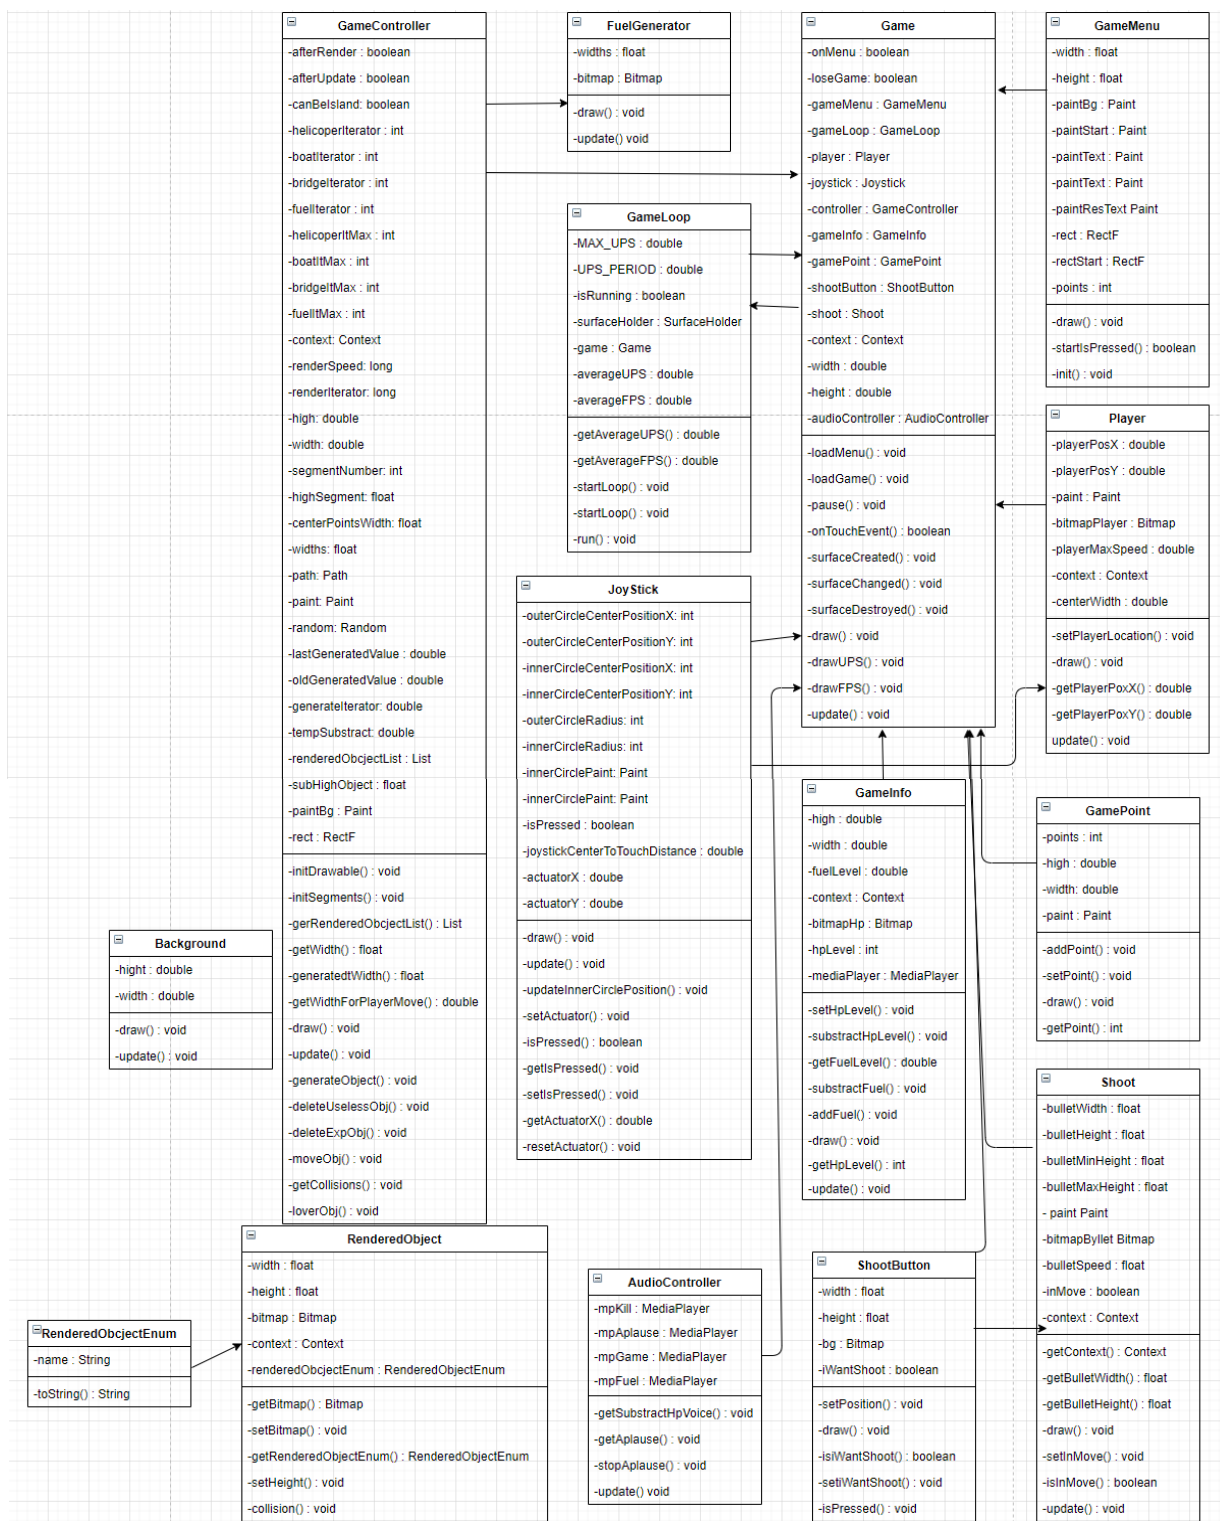 GameController
-afterRender : boolean
-afterUpdate : boolean
-canBeIsland: boolean
-helicoperIterator : int
-boatIterator : int
-bridgeIterator : int
-fuelIterator : int
-helicoperItMax : int
-boatItMax : int
-bridgeItMax : int
-fuelItMax : int
-context: Context
-renderSpeed: long
-renderIterator: long
-high: double
-width: double
-segmentNumber: int
-highSegment: float
-centerPointsWidth: float
-widths: float
-path: Path
-paint: Paint
-random: Random
-lastGeneratedValue : double
-oldGeneratedValue : double
-generateIterator: double
-tempSubstract: double
-renderedObcjectList : List
-subHighObject : float
-paintBg : Paint
-rect : RectF
-initDrawable() : void
-initSegments() : void
-gerRenderedObcjectList() : List
-getWidth() : float
-generatedtWidth() : float
-getWidthForPlayerMove() : double
-draw() : void
-update() : void
-generateObject() : void
-deleteUselessObj() : void
-deleteExpObj() : void
-moveObj() : void
-getCollisions() : void
-loverObj() : void
FuelGenerator
-widths : float
-bitmap : Bitmap
-draw() : void
-update() void
Game
-onMenu : boolean
-loseGame: boolean
-gameMenu : GameMenu
-gameLoop : GameLoop
-player : Player
-joystick : Joystick
-controller : GameController
-gameInfo : GameInfo
-gamePoint : GamePoint
-shootButton : ShootButton
-shoot : Shoot
-context : Context
-width : double
-height : double
-audioController : AudioController
-loadMenu() : void
-loadGame() : void
-pause() : void
-onTouchEvent() : boolean
-surfaceCreated() : void
-surfaceChanged() : void
-surfaceDestroyed() : void
-draw() : void
-drawUPS() : void
-drawFPS() : void
-update() : void
GameMenu
-width : float
-height : float
-paintBg : Paint
-paintStart : Paint
-paintText : Paint
-paintText : Paint
-paintResText Paint
-rect : RectF
-rectStart : RectF
-points : int
-draw() : void
-startIsPressed() : boolean
-init() : void
GameLoop
-MAX_UPS : double
-UPS_PERIOD : double
-isRunning : boolean
-surfaceHolder : SurfaceHolder
-game : Game
-averageUPS : double
-averageFPS : double
-getAverageUPS() : double
-getAverageFPS() : double
-startLoop() : void
-startLoop() : void
-run() : void
Player
-playerPosX : double
-playerPosY : double
-paint : Paint
-bitmapPlayer : Bitmap
-playerMaxSpeed : double
-context : Context
-centerWidth : double
-setPlayerLocation() : void
-draw() : void
-getPlayerPoxX() : double
-getPlayerPoxY() : double
update() : void
JoyStick
-outerCircleCenterPositionX: int
-outerCircleCenterPositionY: int
-innerCircleCenterPositionX: int
-innerCircleCenterPositionY: int
-outerCircleRadius: int
-innerCircleRadius: int
-innerCirclePaint: Paint
-innerCirclePaint: Paint
-isPressed : boolean
-joystickCenterToTouchDistance : double
-actuatorX : doube
-actuatorY : doube
-draw() : void
-update() : void
-updateInnerCirclePosition() : void
-setActuator() : void
-isPressed() : boolean
-getIsPressed() : void
-setIsPressed() : void
-getActuatorX() : double
-resetActuator() : void
GameInfo
-high : double
-width : double
-fuelLevel : double
-context : Context
-bitmapHp : Bitmap
-hpLevel : int
-mediaPlayer : MediaPlayer
-setHpLevel() : void
-substractHpLevel() : void
-getFuelLevel() : double
-substractFuel() : void
-addFuel() : void
-draw() : void
-getHpLevel() : int
-update() : void
GamePoint
-points : int
-high : double
-width: double
-paint : Paint
-addPoint() : void
-setPoint() : void
-draw() : void
-getPoint() : int
Background
-hight : double
-width : double
-draw() : void
-update() : void
Shoot
-bulletWidth : float
-bulletHeight : float
-bulletMinHeight : float
-bulletMaxHeight : float
- paint Paint
-bitmapByllet Bitmap
-bulletSpeed : float
-inMove : boolean
-context : Context
-getContext() : Context
-getBulletWidth() : float
-getBulletHeight() : float
-draw() : void
-setInMove() : void
-isInMove() : boolean
-update() : void
RenderedObject
-width : float
-height : float
-bitmap : Bitmap
-context : Context
-renderedObcjectEnum : RenderedObjectEnum
-getBitmap() : Bitmap
-setBitmap() : void
-getRenderedObjectEnum() : RenderedObjectEnum
-setHeight() : void
-collision() : void
RenderedObcjectEnum
-name : String
-toString() : String
AudioController
-mpKill : MediaPlayer
-mpAplause : MediaPlayer
-mpGame : MediaPlayer
-mpFuel : MediaPlayer
-getSubstractHpVoice() : void
-getAplause() : void
-stopAplause() : void
-update() void
ShootButton
-width : float
-height : float
-bg : Bitmap
-iWantShoot : boolean
-setPosition() : void
-draw() : void
-isiWantShoot() : boolean
-setiWantShoot() : void
-isPressed() : void